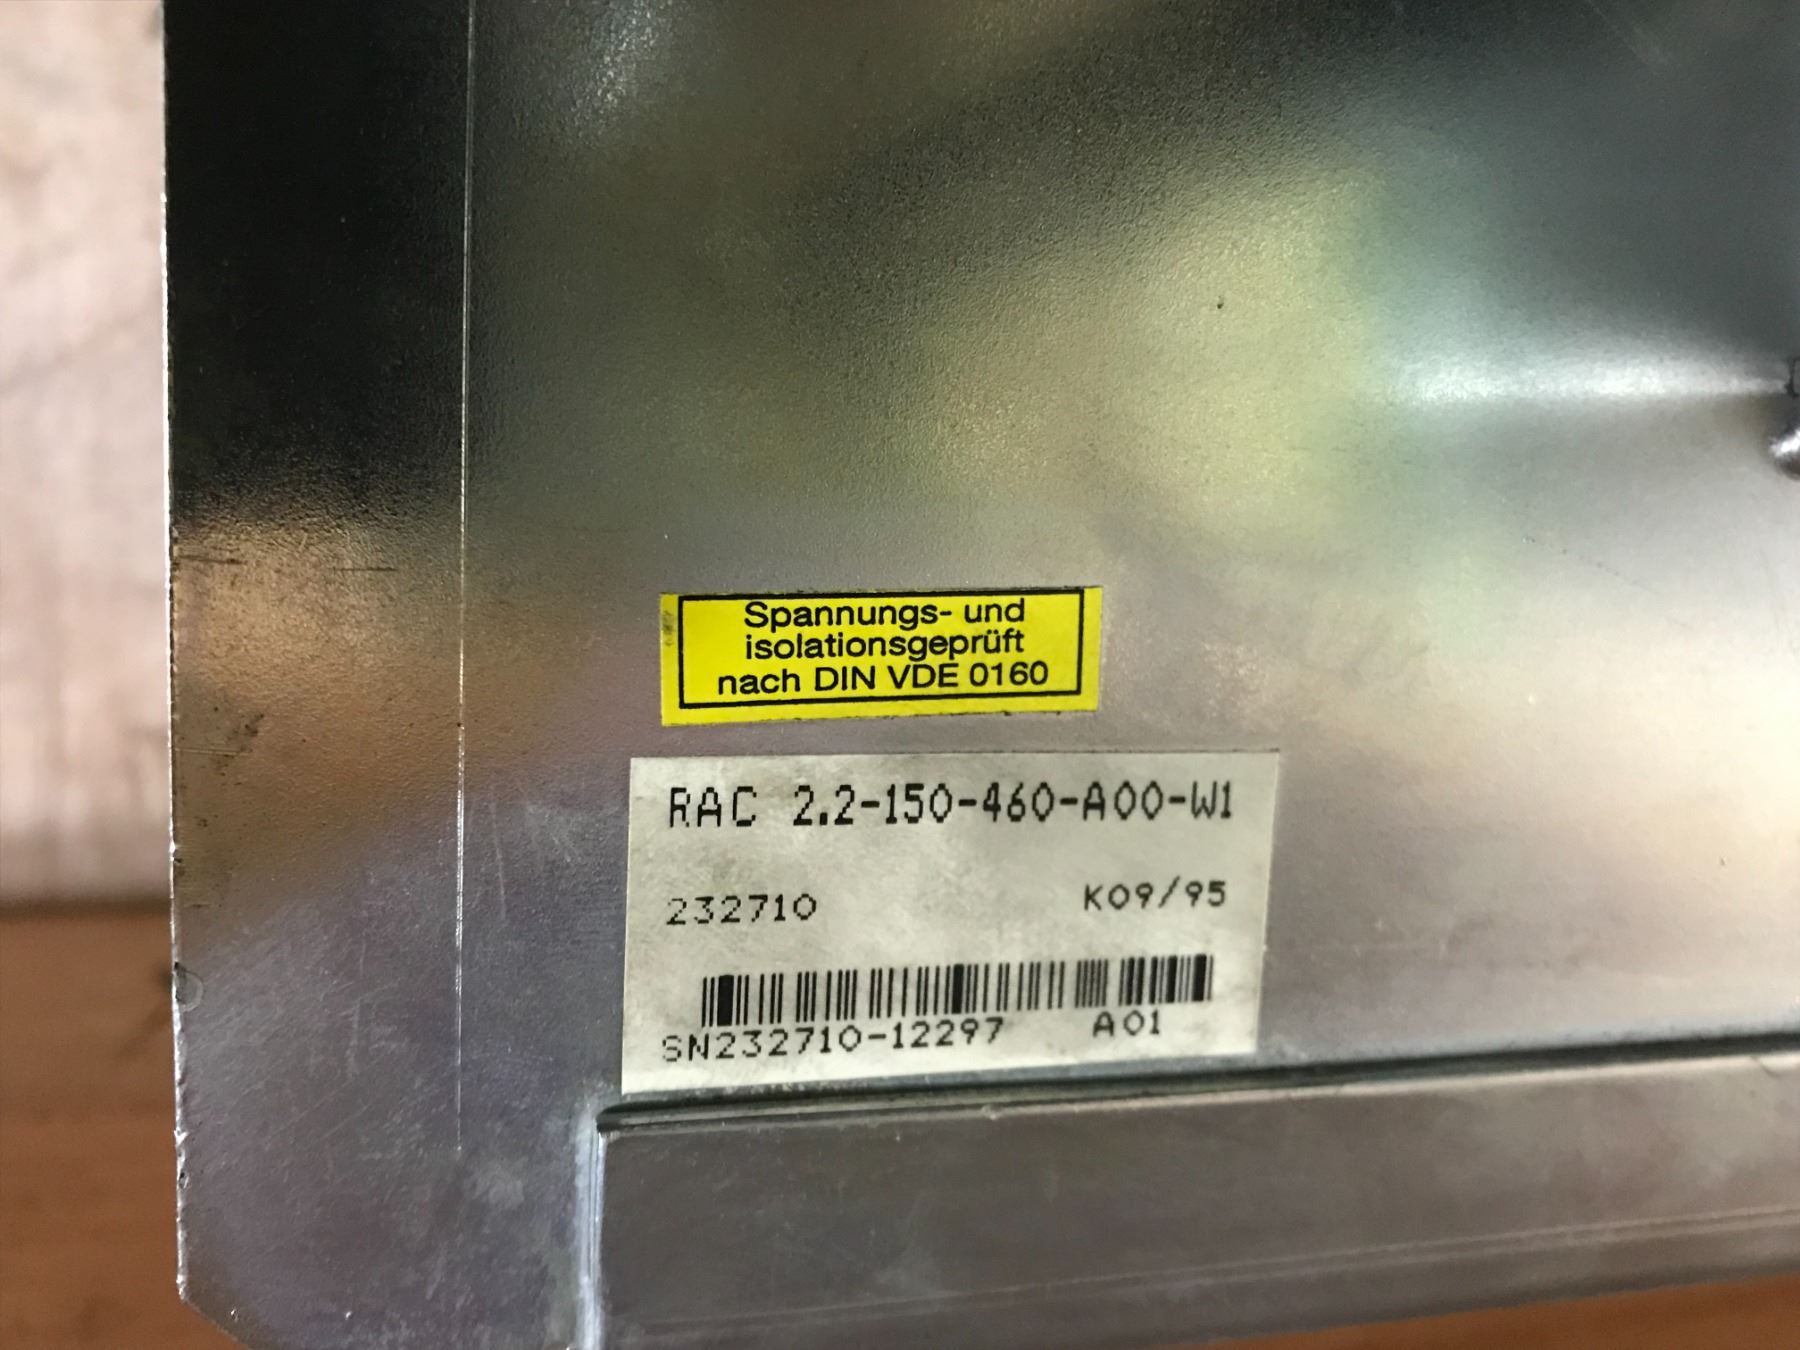 Spannungs- und
isolationsgeprüft
nach DIN VDE 0160
RAC 2.2-150-460-A00-W1
232710 K09/95
SN232710-12297 A01